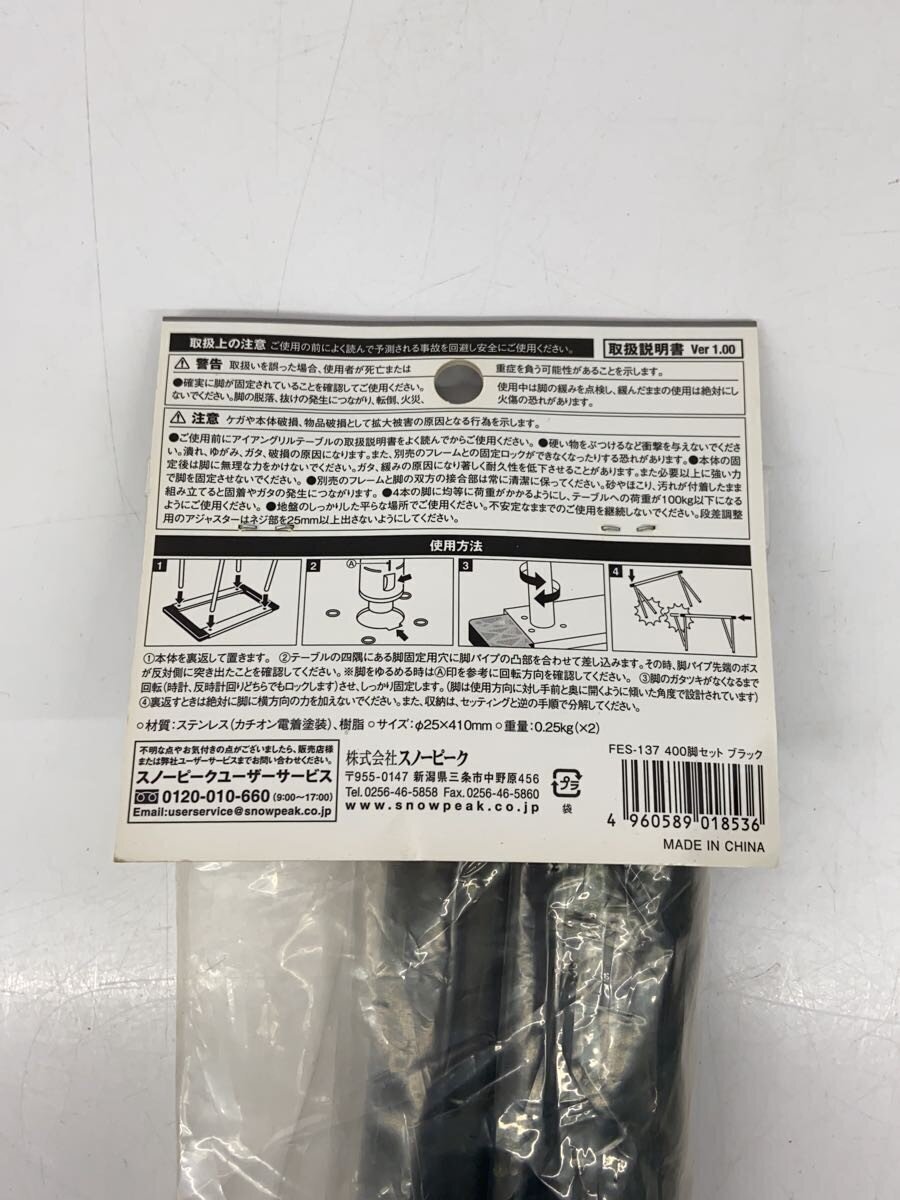 取扱上の注意 ご使用の前によく読んで予測される事故を回避し安全にご使用ください。
取扱説明書 Ver 1.00
警告 取扱いを誤った場合、使用者が死亡または 重症を負う可能性があることを示します。
●確実に脚が固定されていることを確認してご使用ください。 使用中は脚の緩みを点検し、緩んだままの使用は絶対にし
ないでください。脚の脱落、抜けの発生につながり、転倒、火災、 火傷の恐れがあります。
注意 ケガや本体破損、物品破損として拡大被害の原因となる行為を示します。
●ご使用前にアイアングリルテーブルの取扱説明書をよく読んでからご使用ください。●硬い物をぶつけるなど衝撃を与えないでくださ
い。潰れ、ゆがみ、ガタ、破損の原因になります。また、別売のフレームとの固定ロックができなくなったりする恐れがあります。●本体の固
定後は脚に無理な力をかけないでください。ガタ、緩みの原因になり著しく耐久性を低下させることがあります。また必要以上に強い力
で脚を固定させないでください。●別売のフレームと脚の双方の接合部は常に清潔に保ってください。砂やほこり、汚れが付着したまま
組み立てると固着やガタの発生につながります。●4本の脚に均等に荷重がかかるようにし、テーブルへの荷重が100kg以下になる
ようにご使用ください。●地盤のしっかりした平らな場所でご使用ください。不安定なままでのご使用を継続しないでください。段差調整
用のアジャスターはネジ部を25mm以上出さないようにしてください。
使用方法
1
2
Ⓐ
1
3
4
①本体を裏返して置きます。 ②テーブルの四隅にある脚固定用穴に脚パイプの凸部を合わせて差し込みます。その時、脚パイプ先端のボス
が反対側に突き出たことを確認してください。※脚をゆるめる時はⒶ印を参考に回転方向を確認してください。 ③脚のガタツキがなくなるまで
回転(時計、反時計回りどちらでもロックします)させ、しっかり固定します。(脚は使用方向に対し手前と奥に開くように傾いた角度で設計されています)
④裏返すときは絶対に脚に横方向の力を加えないでください。また、収納は、セッティングと逆の手順で分解してください。
○材質:ステンレス(カチオン電着塗装)、樹脂 ○サイズ:φ25×410mm ○重量:0.25kg(×2)
不明な点やお気付きの点がございましたら、販売店様
または弊社ユーザーサービスまでお問い合わせください。
スノーピークユーザーサービス
0120-010-660 (9:00〜17:00)
Email:userservice@snowpeak.co.jp
株式会社 スノーピーク
〒955-0147 新潟県三条市中野原456
Tel. 0256-46-5858 Fax. 0256-46-5860
www.snowpeak.co.jp
プラ
袋
FES-137 400脚セット ブラック
4 960589 018536
MADE IN CHINA